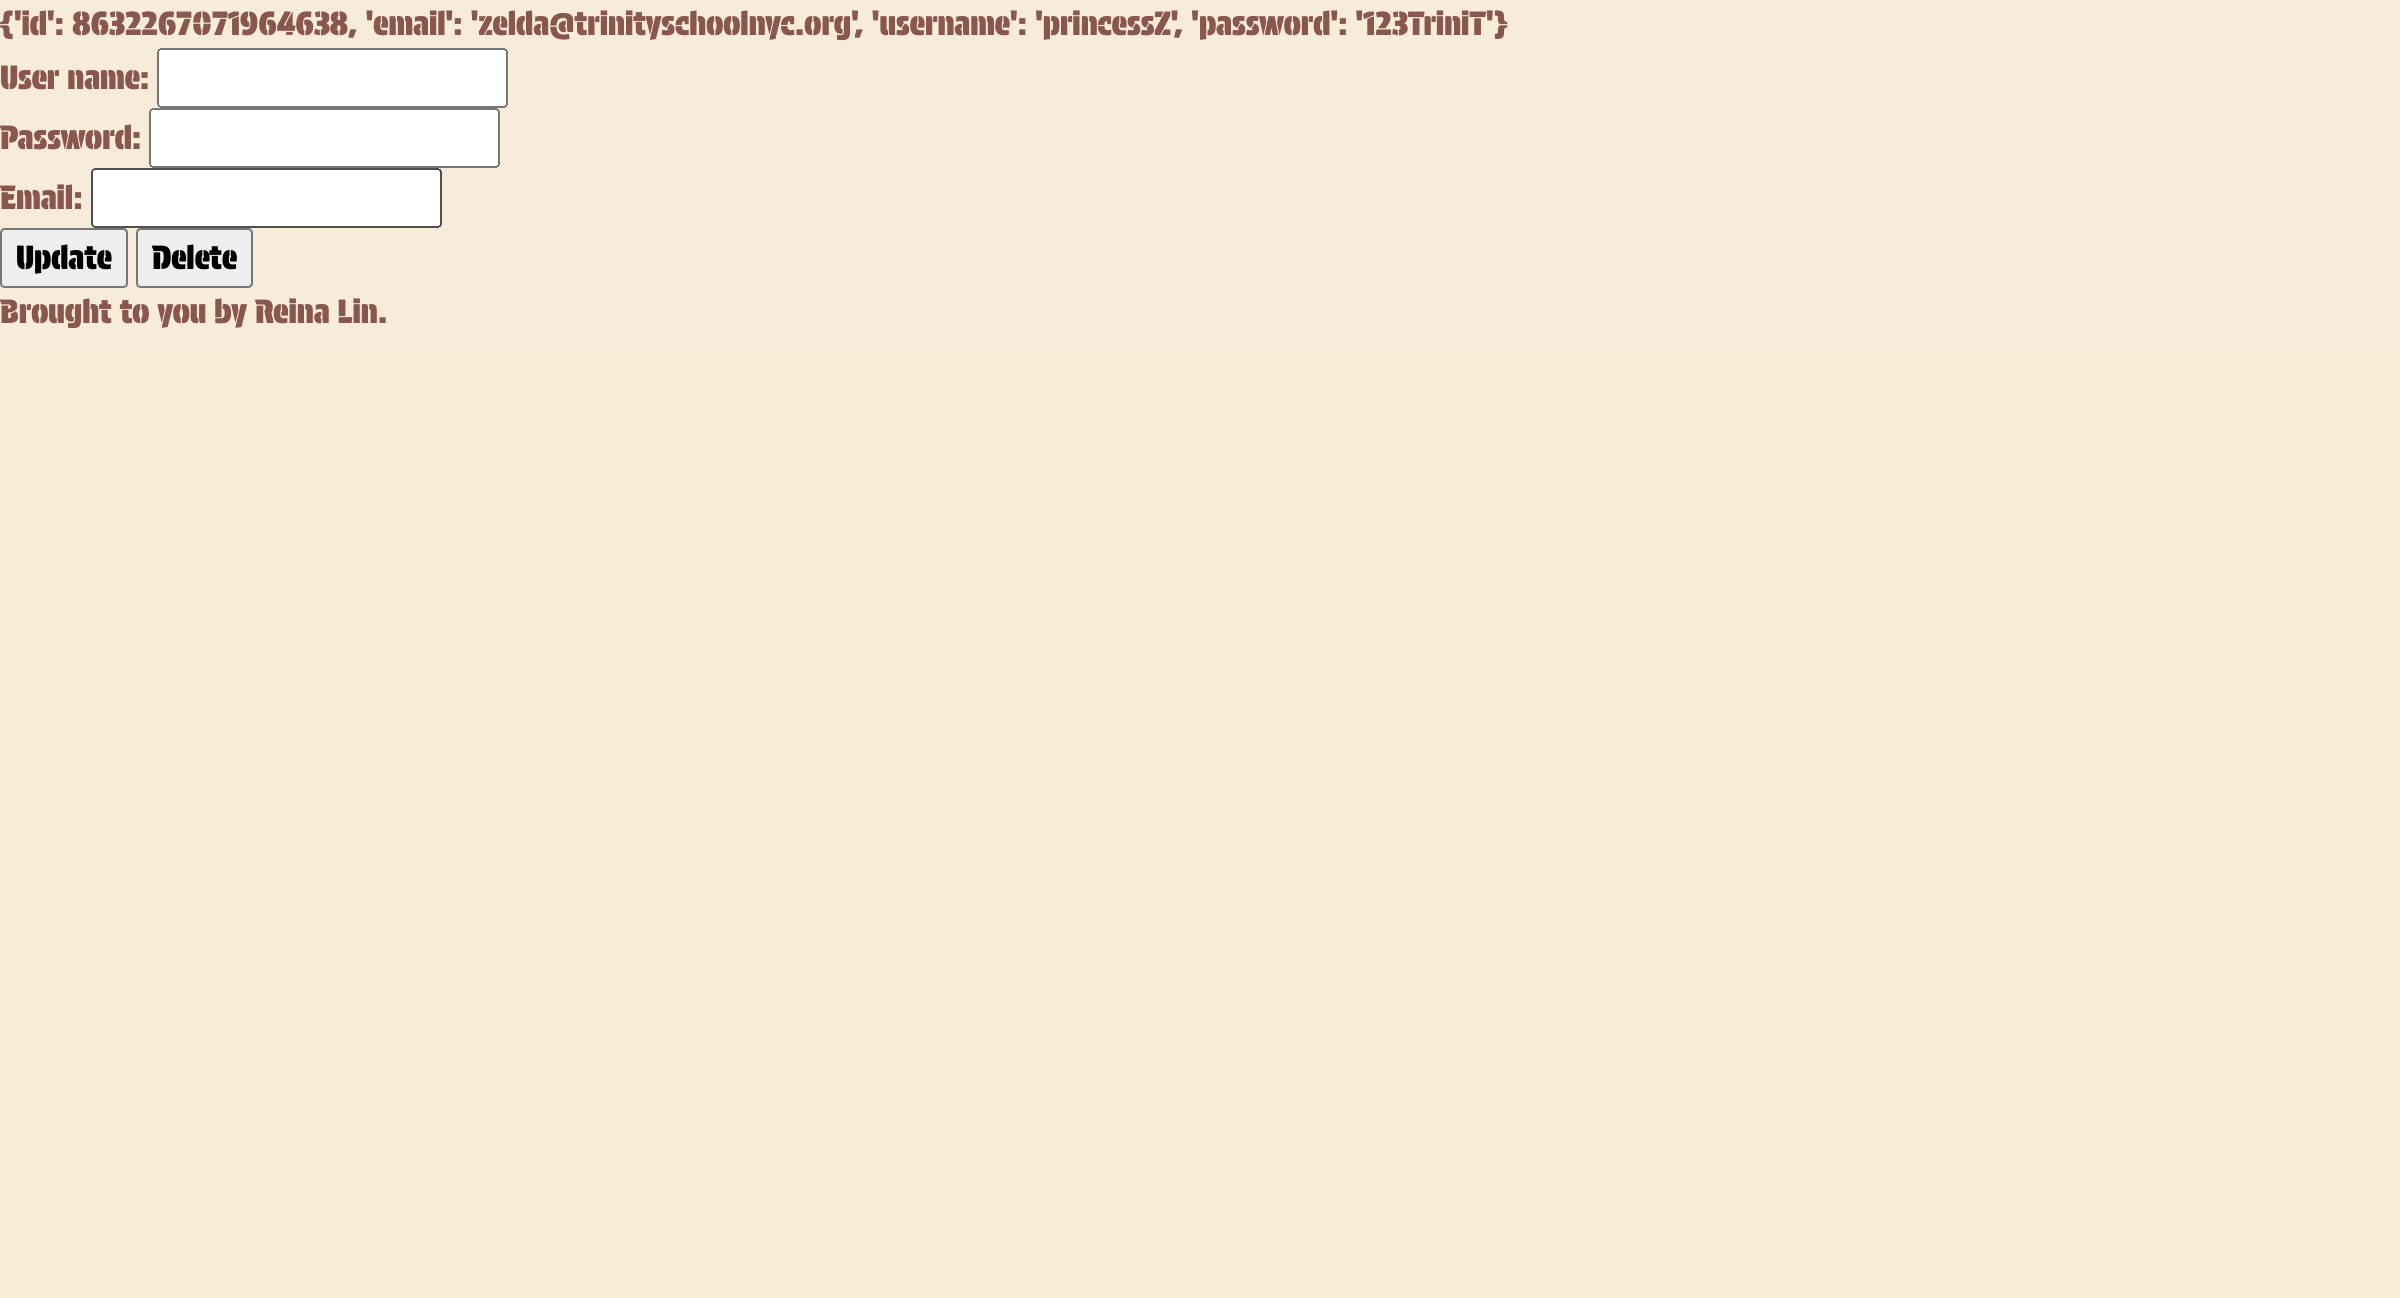 {'id': 8632267071964638, 'email': 'zelda@trinityschoolnyc.org', 'username': 'princessZ', 'password': '123TriniT'}
User name:
Password:
Email:
Update Delete
Brought to you by Reina Lin.